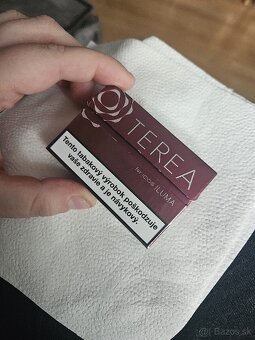 TEREA
for IQOS ILUMA
Tento tabakový výrobok poškodzuje
vaše zdravie a je návykový.
Bazos.sk